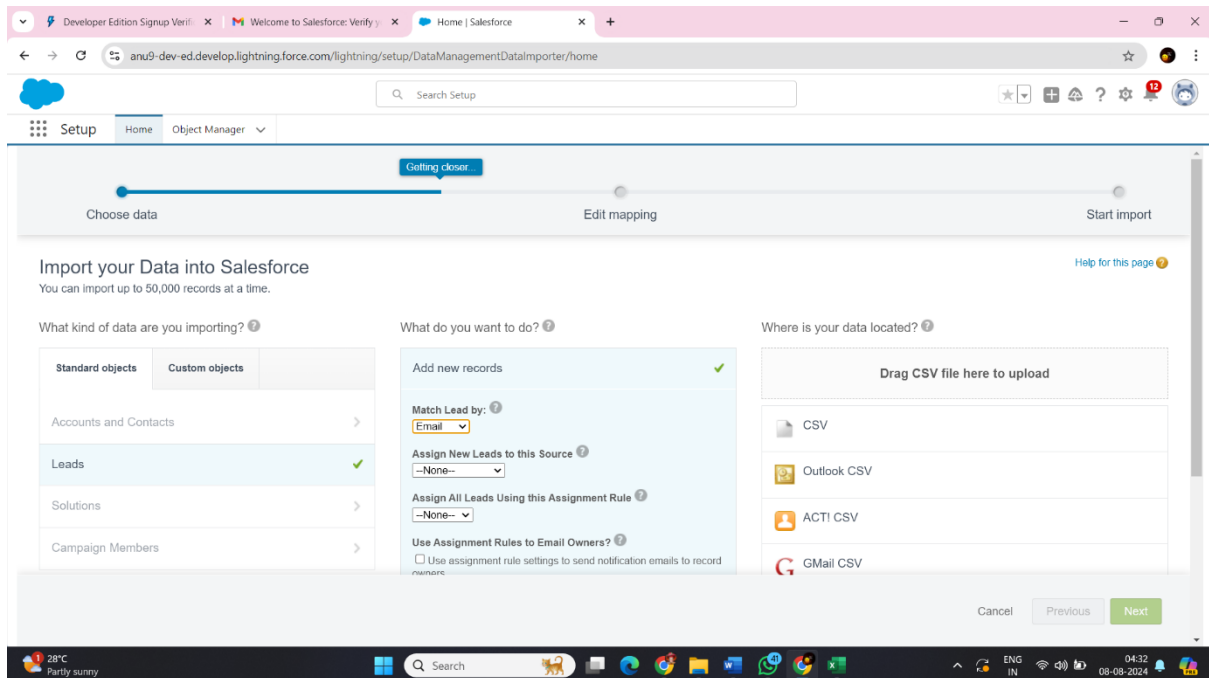 Developer Edition Signup Verifi
Welcome to Salesforce: Verify y
Home | Salesforce
anu9-dev-ed.develop.lightning.force.com/lightning/setup/DataManagementDataImporter/home
Search Setup
12
Setup
Home
Object Manager
Getting closer...
Choose data
Edit mapping
Start import
Import your Data into Salesforce
Help for this page
You can import up to 50,000 records at a time.
What kind of data are you importing?
What do you want to do?
Where is your data located?
Standard objects
Custom objects
Accounts and Contacts
Leads
Solutions
Campaign Members
Add new records
Match Lead by:
Email
Assign New Leads to this Source
--None--
Assign All Leads Using this Assignment Rule
--None--
Use Assignment Rules to Email Owners?
Use assignment rule settings to send notification emails to record
owners
Drag CSV file here to upload
CSV
Outlook CSV
ACT! CSV
GMail CSV
Cancel
Previous
Next
1
28°C
Partly sunny
Search
41
ENG
IN
04:32
08-08-2024